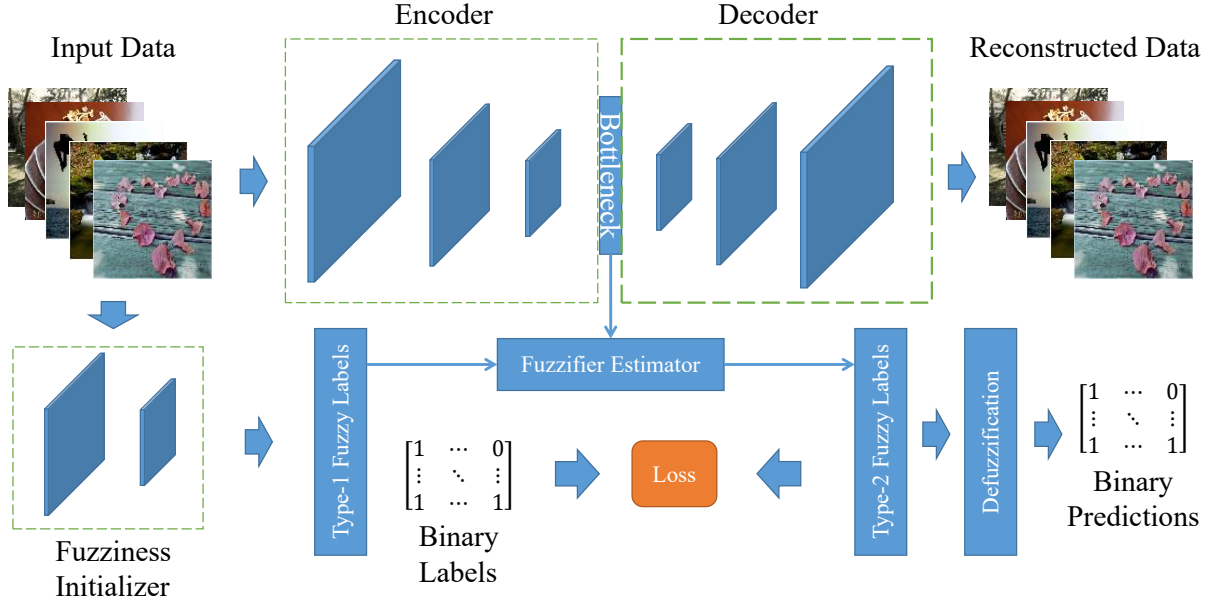 Encoder
Decoder
Input Data
Reconstructed Data
Bottleneck
Type-1 Fuzzy Labels
Fuzzifier Estimator
Type-2 Fuzzy Labels
Defuzzification
1 ⋯ 0
⋮ ⋱ ⋮
1 ⋯ 1
Binary
Labels
Loss
1 ⋯ 0
⋮ ⋱ ⋮
1 ⋯ 1
Binary
Predictions
Fuzziness
Initializer